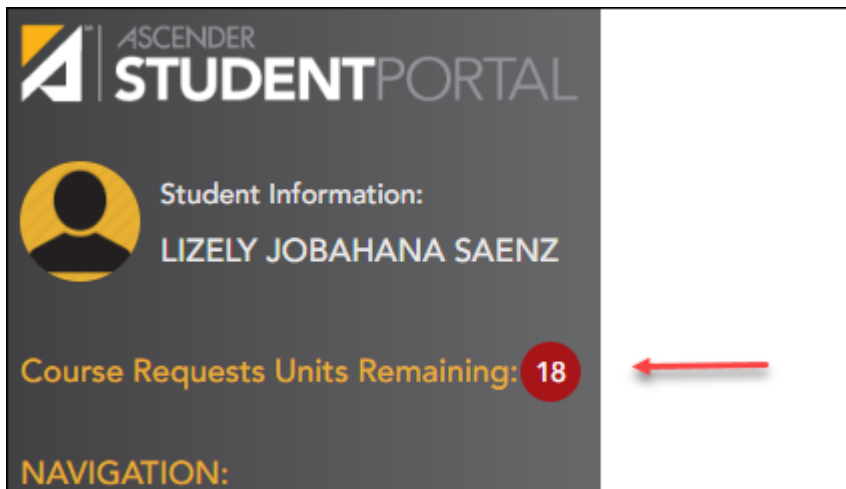 ASCENDER
STUDENTPORTAL
Student Information:
LIZELY JOBAHANA SAENZ
Course Requests Units Remaining: 18
NAVIGATION: